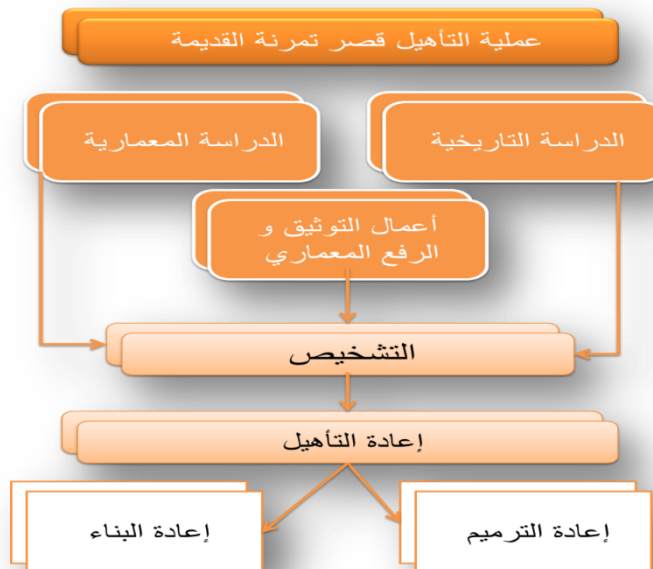 عملية التأهيل قصر تمرنة القديمة
الدراسة التاريخية
الدراسة المعمارية
أعمال التوثيق و
الرفع المعماري
التشخيص
إعادة التأهيل
إعادة الترميم
إعادة البناء